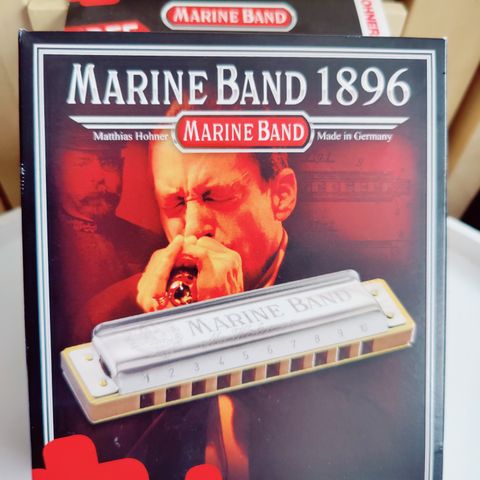 MARINE BAND
HOHNER
MARINE BAND 1896
Matthias Hohner MARINE BAND Made in Germany
MARINE BAND
1 2 3 4 5 6 7 8 9 10